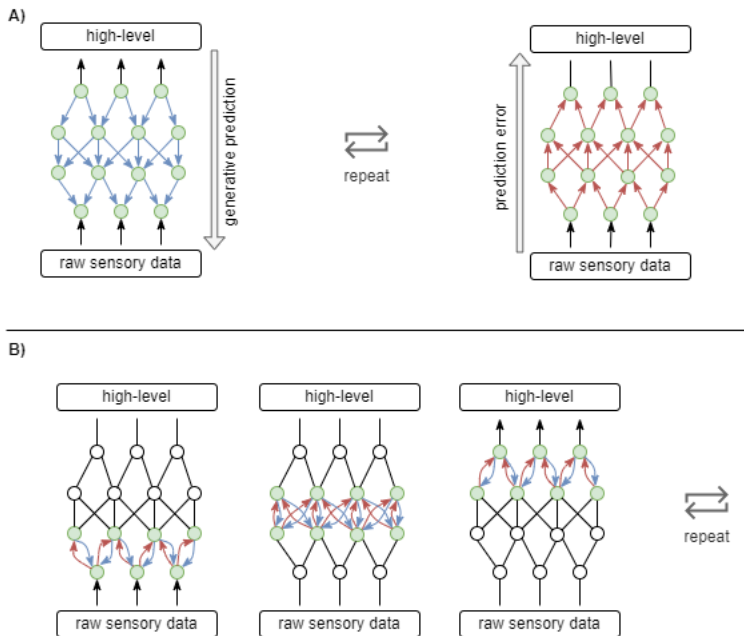 A)
high-level
generative prediction
raw sensory data
repeat
high-level
prediction error
raw sensory data
B)
high-level
high-level
high-level
repeat
raw sensory data
raw sensory data
raw sensory data